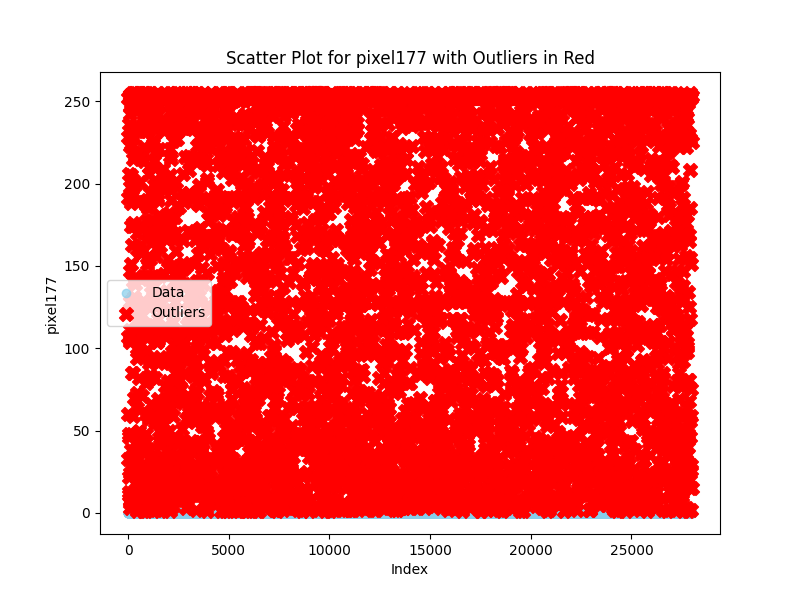 Scatter Plot for pixel177 with Outliers in Red
250
200
150
100
50
0
pixel177
Data
Outliers
0
5000
10000
15000
20000
25000
Index